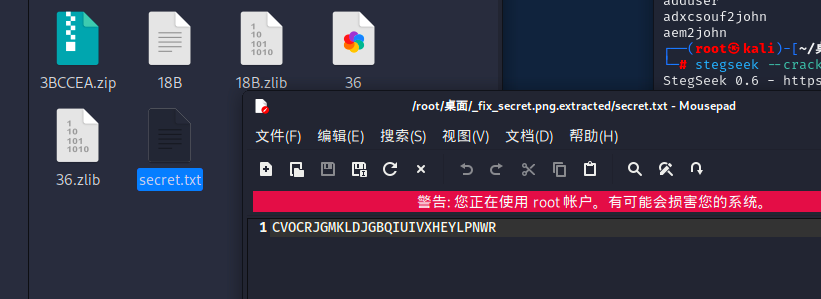 adduser
adxcsouf2john
aem2john
(root㉿kali)-[~/桌
# stegseek --crack
StegSeek 0.6 - https
3BCCEA.zip
18B
18B.zlib
36
36.zlib
secret.txt
/root/桌面/_fix_secret.png.extracted/secret.txt - Mousepad
文件(F) 编辑(E) 搜索(S) 视图(V) 文档(D) 帮助(H)
警告: 您正在使用 root 帐户。有可能会损害您的系统。
1 CVOCRJGMKLDJGBQIUIVXHEYLPNWR